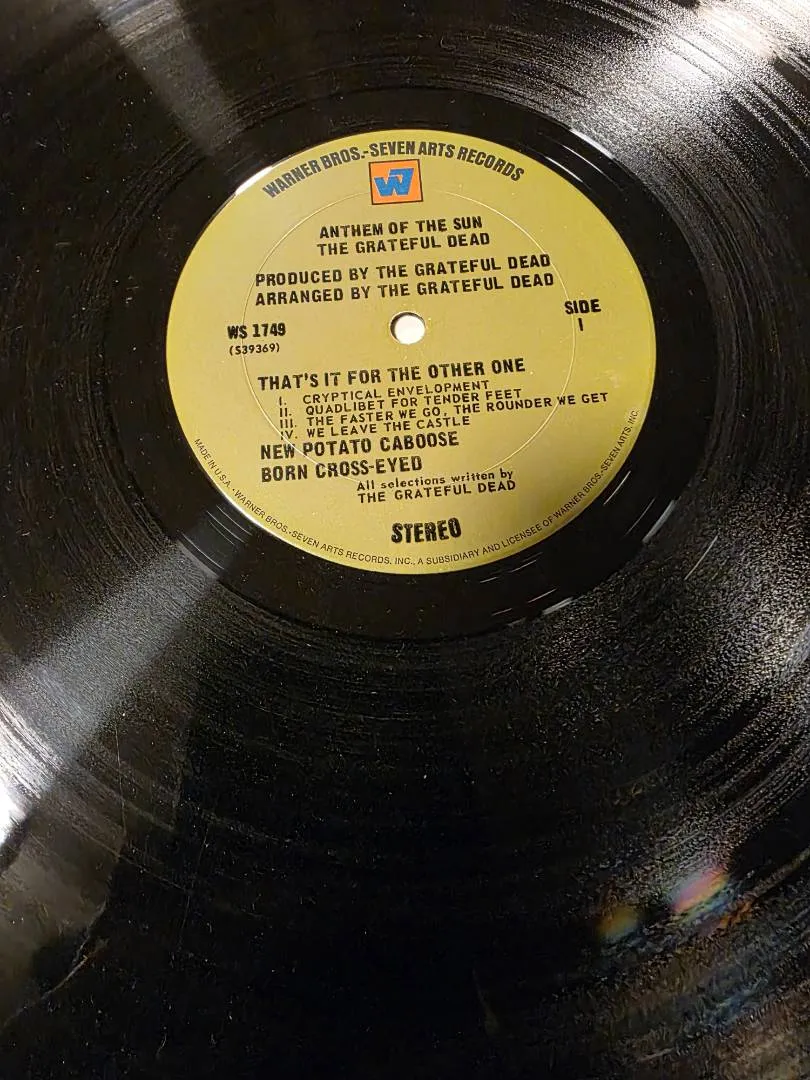 WARNER BROS.-SEVEN ARTS RECORDS
W7
ANTHEM OF THE SUN
THE GRATEFUL DEAD
PRODUCED BY THE GRATEFUL DEAD
ARRANGED BY THE GRATEFUL DEAD
WS 1749
(S39369)
SIDE
1
THAT'S IT FOR THE OTHER ONE
I. CRYPTICAL ENVELOPMENT
II. QUADLIBET FOR TENDER FEET
III. THE FASTER WE GO, THE ROUNDER WE GET
IV. WE LEAVE THE CASTLE
NEW POTATO CABOOSE
BORN CROSS-EYED
All selections written by
THE GRATEFUL DEAD
STEREO
MADE IN U.S.A. - WARNER BROS.-SEVEN ARTS RECORDS, INC., A SUBSIDIARY AND LICENSEE OF WARNER BROS.-SEVEN ARTS, INC.